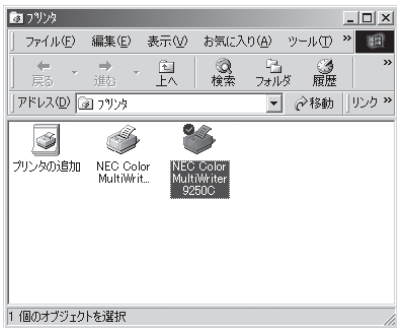 プリンタ
ファイル(F) 編集(E) 表示(V) お気に入り(A) ツール(T) »
戻る 進む 上へ 検索 フォルダ 履歴 »
アドレス(D) プリンタ 移動 リンク »
プリンタの追加
NEC Color
MultiWrit...
NEC Color
MultiWriter
9250C
1 個のオブジェクトを選択